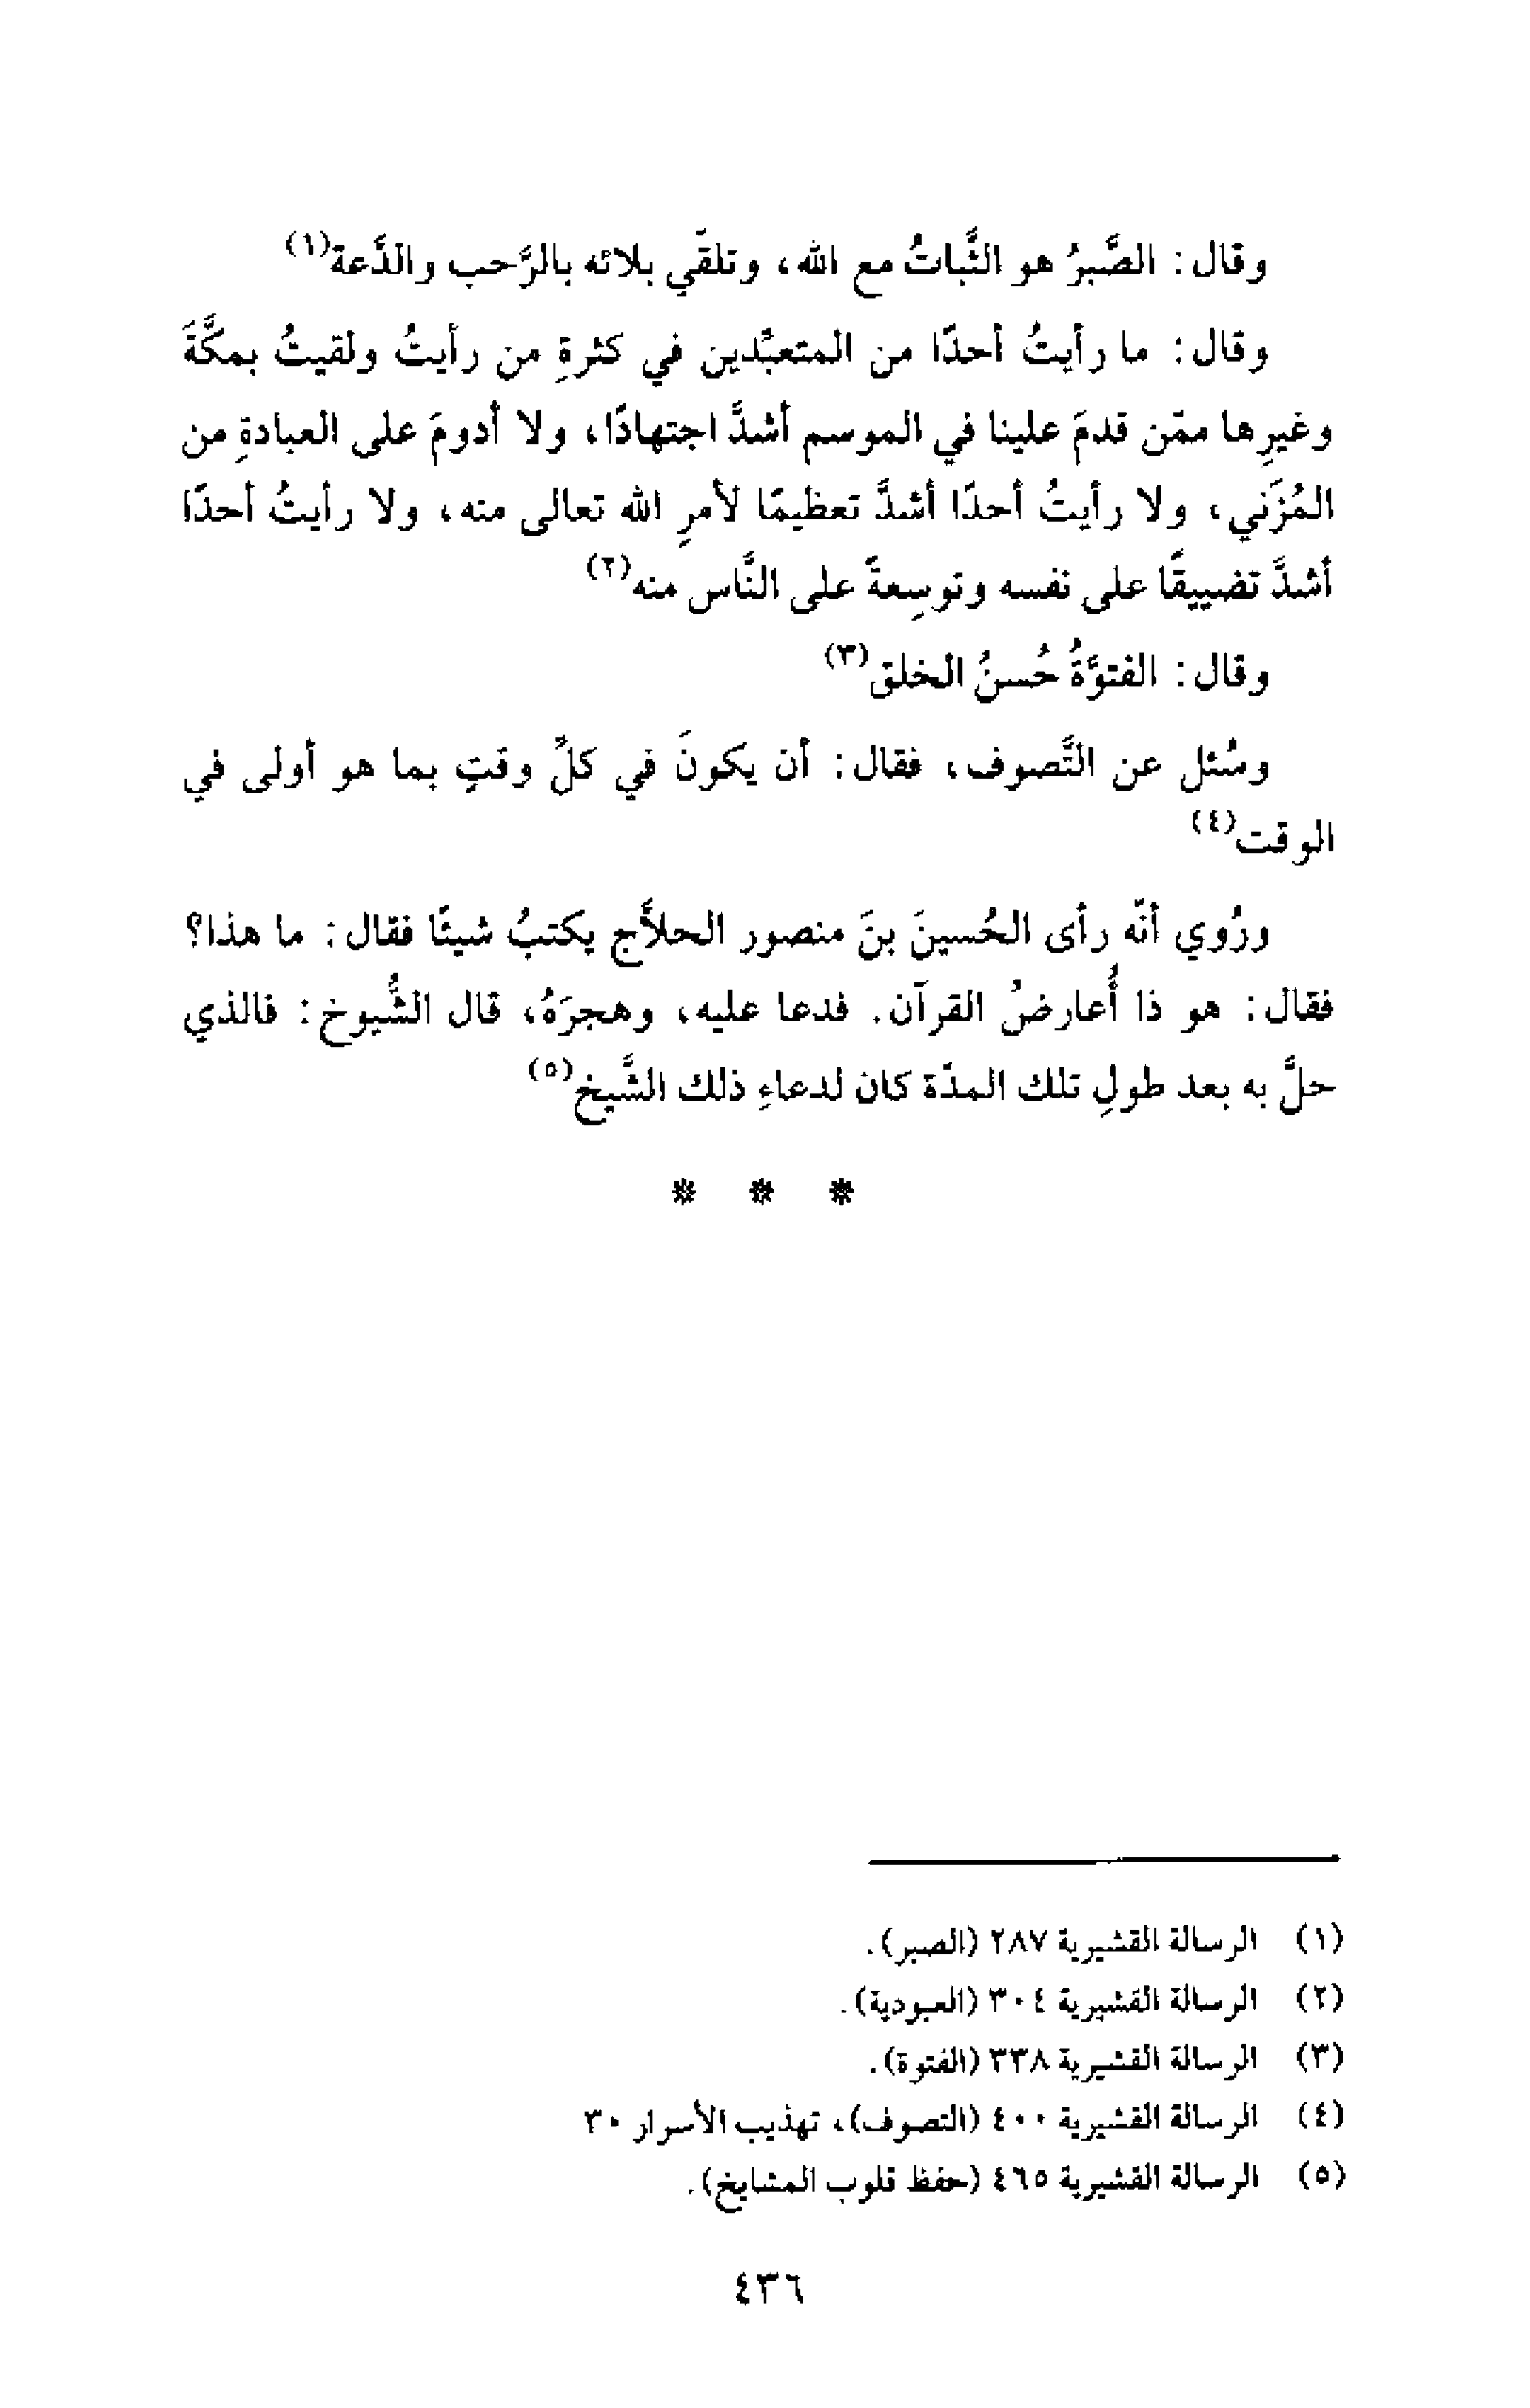 وقال: الصَّبرُ هو الثَّباتُ مع الله، وتلقّي بلائه بالرَّحب والدَّعة(١)
وقال: ما رأيتُ أحدًا من المتعبِّدين في كثرةِ من رأيتُ ولقيتُ بمكَّةَ
وغيرِها ممّن قدمَ علينا في الموسم أشدَّ اجتهادًا، ولا أدومَ على العبادةِ من
المُزَني، ولا رأيتُ أحدًا أشدَّ تعظيمًا لأمرِ الله تعالى منه، ولا رأيتُ أحدًا
أشدَّ تضييقًا على نفسه وتوسِعةً على النَّاس منه(٢)
وقال: الفتوَّةُ حُسنُ الخلق(٣)
وسُئل عن التَّصوف، فقال: أن يكونَ في كلِّ وقتٍ بما هو أولى في
الوقت(٤)
ورُوي أنّه رأى الحُسينَ بنَ منصور الحلاَّج يكتبُ شيئًا فقال: ما هذا؟
فقال: هو ذا أُعارضُ القرآن. فدعا عليه، وهجرَهُ، قال الشُّيوخ: فالذي
حلَّ به بعد طولِ تلك المدّة كان لدعاءِ ذلك الشَّيخ(٥)
* * *
(١) الرسالة القشيرية ٢٨٧ (الصبر).
(٢) الرسالة القشيرية ٣٠٤ (العبودية).
(٣) الرسالة القشيرية ٣٣٨ (الفتوة).
(٤) الرسالة القشيرية ٤٠٠ (التصوف)، تهذيب الأسرار ٣٠
(٥) الرسالة القشيرية ٤٦٥ (حفظ قلوب المشايخ).
٤٣٦